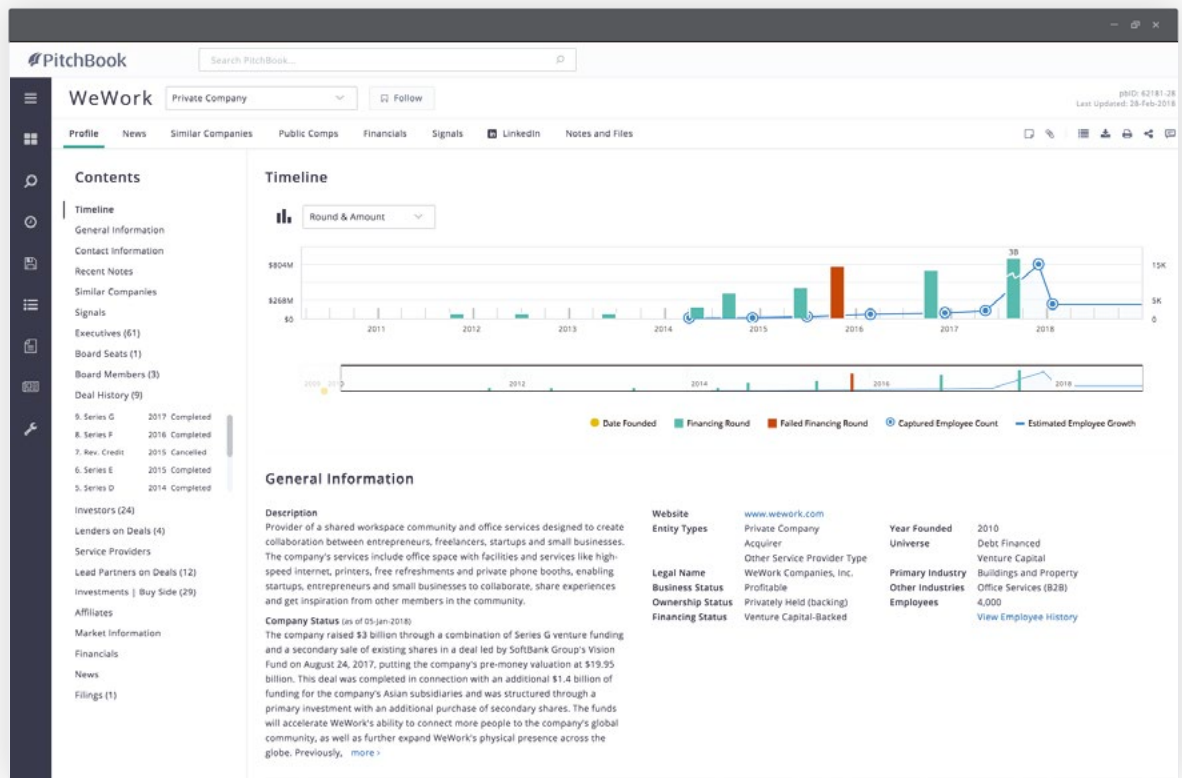 PitchBook
Search PitchBook...
WeWork
Private Company
Follow
pbID: 62181-28
Last Updated: 28-Feb-2018
Profile
News
Similar Companies
Public Comps
Financials
Signals
LinkedIn
Notes and Files
Contents
Timeline
General Information
Contact Information
Recent Notes
Similar Companies
Signals
Executives (61)
Board Seats (1)
Board Members (3)
Deal History (9)
9. Series G 2017 Completed
8. Series F 2016 Completed
7. Rev. Credit 2015 Cancelled
6. Series E 2015 Completed
5. Series D 2014 Completed
Investors (24)
Lenders on Deals (4)
Service Providers
Lead Partners on Deals (12)
Investments | Buy Side (29)
Affiliates
Market Information
Financials
News
Filings (1)
Timeline
Round & Amount
3B
$804M
$268M
$0
15K
5K
0
2011 2012 2013 2014 2015 2016 2017 2018
2009 2010 2012 2014 2016 2018
Date Founded
Financing Round
Failed Financing Round
Captured Employee Count
Estimated Employee Growth
General Information
Description
Provider of a shared workspace community and office services designed to create
collaboration between entrepreneurs, freelancers, startups and small businesses.
The company's services include office space with facilities and services like high-
speed internet, printers, free refreshments and private phone booths, enabling
startups, entrepreneurs and small businesses to collaborate, share experiences
and get inspiration from other members in the community.
Company Status (as of 05-Jan-2018)
The company raised $3 billion through a combination of Series G venture funding
and a secondary sale of existing shares in a deal led by SoftBank Group's Vision
Fund on August 24, 2017, putting the company's pre-money valuation at $19.95
billion. This deal was completed in connection with an additional $1.4 billion of
funding for the company's Asian subsidiaries and was structured through a
primary investment with an additional purchase of secondary shares. The funds
will accelerate WeWork's ability to connect more people to the company's global
community, as well as further expand WeWork's physical presence across the
globe. Previously, more ›
Website www.wework.com
Entity Types Private Company
Acquirer
Other Service Provider Type
Legal Name WeWork Companies, Inc.
Business Status Profitable
Ownership Status Privately Held (backing)
Financing Status Venture Capital-Backed
Year Founded 2010
Universe Debt Financed
Venture Capital
Primary Industry Buildings and Property
Other Industries Office Services (B2B)
Employees 4,000
View Employee History